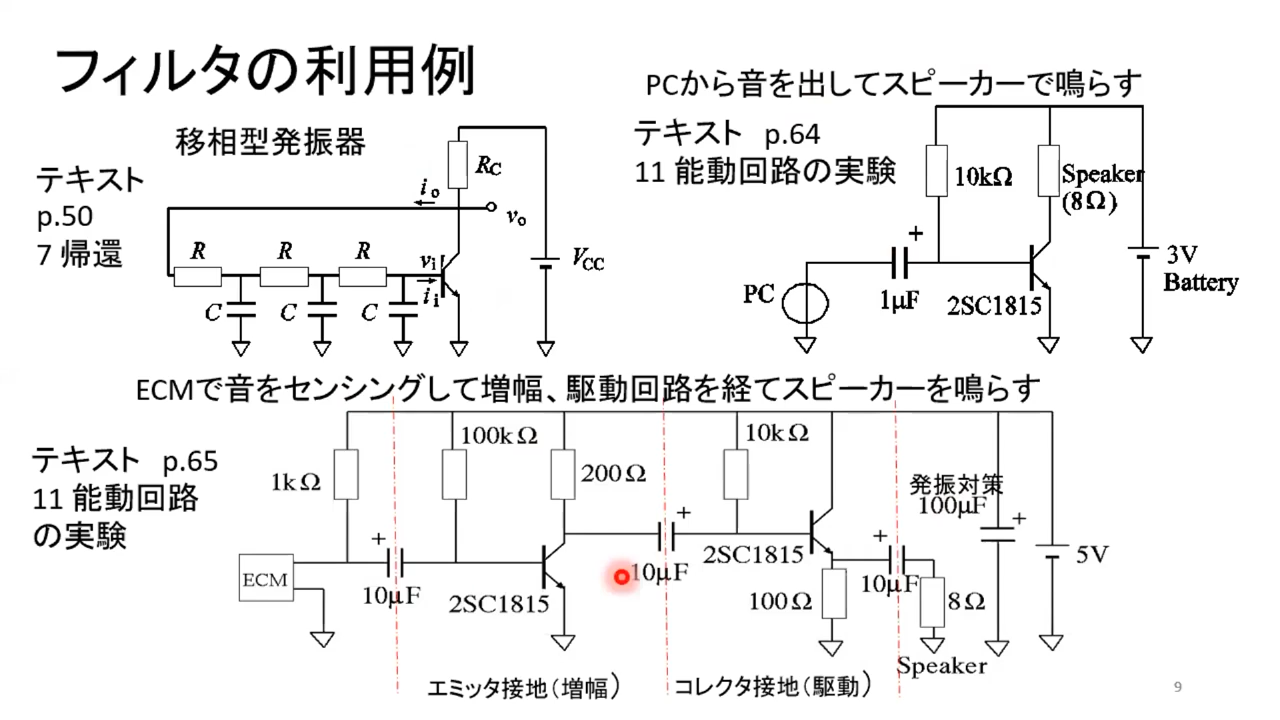 フィルタの利用例
移相型発振器
テキスト
p.50
7 帰還
RC
io
vo
R
R
R
vi
ii
C
C
C
VCC
PCから音を出してスピーカーで鳴らす
テキスト p.64
11 能動回路の実験
10kΩ
Speaker
(8Ω)
+
PC
1μF
2SC1815
3V
Battery
ECMで音をセンシングして増幅、駆動回路を経てスピーカーを鳴らす
テキスト p.65
11 能動回路
の実験
1kΩ
100kΩ
200Ω
10kΩ
発振対策
100μF
+
+
+
+
ECM
10μF
2SC1815
10μF
2SC1815
100Ω
10μF
8Ω
5V
Speaker
エミッタ接地(増幅)
コレクタ接地(駆動)
9